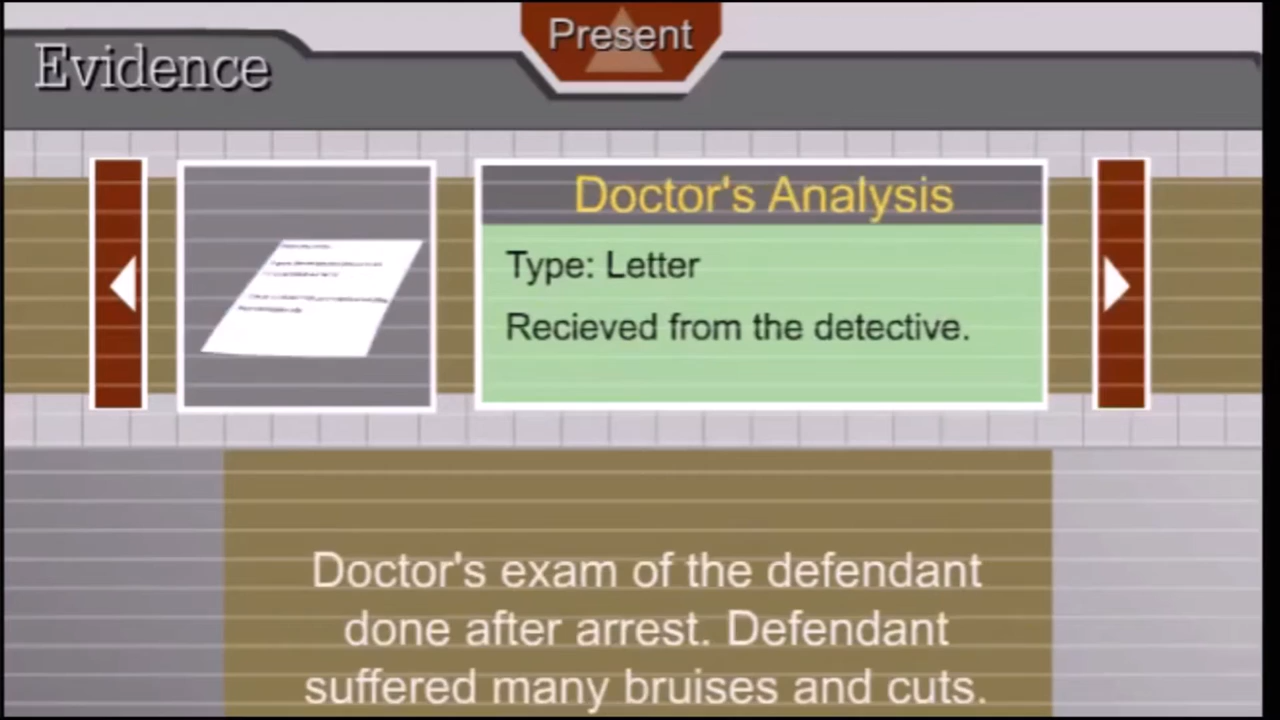 Present
Evidence
Doctor's Analysis
Type: Letter
Recieved from the detective.
Doctor's exam of the defendant
done after arrest. Defendant
suffered many bruises and cuts.